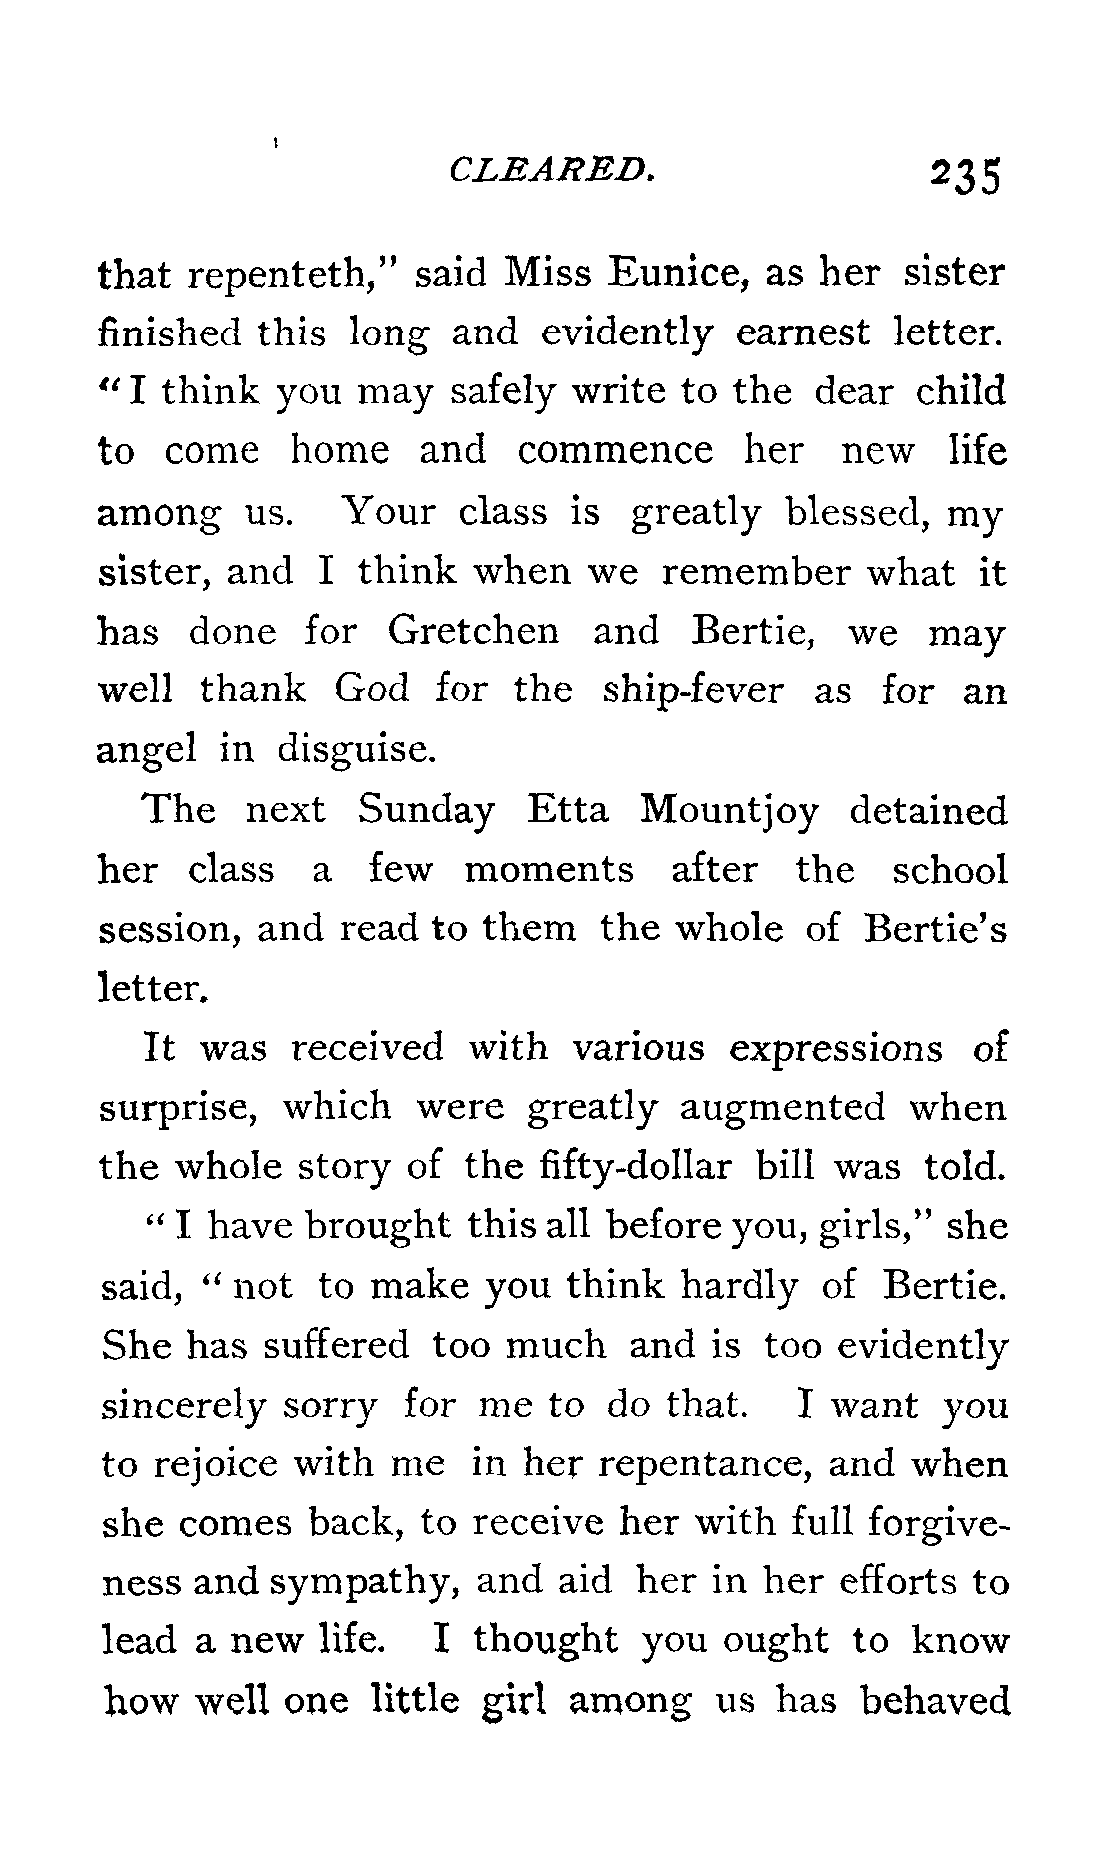 CLEARED. 235
that repenteth,” said Miss Eunice, as her sister
finished this long and evidently earnest letter.
“I think you may safely write to the dear child
to come home and commence her new life
among us. Your class is greatly blessed, my
sister, and I think when we remember what it
has done for Gretchen and Bertie, we may
well thank God for the ship-fever as for an
angel in disguise.
The next Sunday Etta Mountjoy detained
her class a few moments after the school
session, and read to them the whole of Bertie’s
letter.
It was received with various expressions of
surprise, which were greatly augmented when
the whole story of the fifty-dollar bill was told.
“I have brought this all before you, girls,” she
said, “not to make you think hardly of Bertie.
She has suffered too much and is too evidently
sincerely sorry for me to do that. I want you
to rejoice with me in her repentance, and when
she comes back, to receive her with full forgive-
ness and sympathy, and aid her in her efforts to
lead a new life. I thought you ought to know
how well one little girl among us has behaved